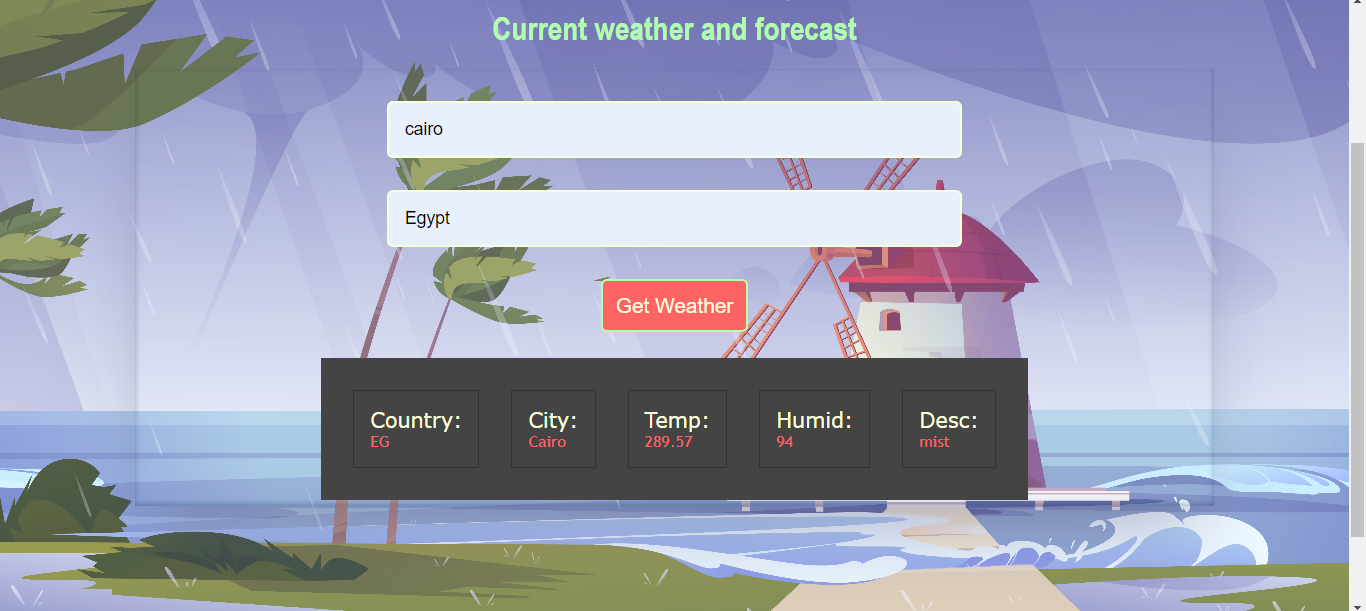 Current weather and forecast
cairo
Egypt
Get Weather
Country: City: Temp: Humid: Desc:
EG Cairo 289.57 94 mist